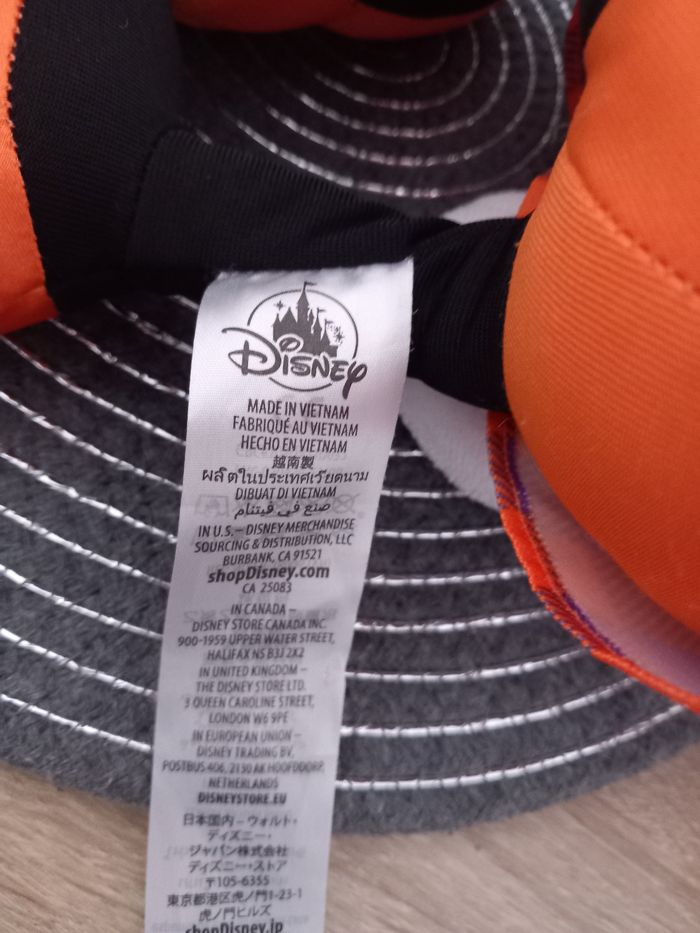 Disney
MADE IN VIETNAM
FABRIQUÉ AU VIETNAM
HECHO EN VIETNAM
越南製
ผลิตในประเทศเวียดนาม
DIBUAT DI VIETNAM
صنع في فيتنام
IN U.S. – DISNEY MERCHANDISE
SOURCING & DISTRIBUTION, LLC
BURBANK, CA 91521
shopDisney.com
CA 25083
IN CANADA –
DISNEY STORE CANADA INC.
900-1959 UPPER WATER STREET,
HALIFAX NS B3J 2X2
IN UNITED KINGDOM –
THE DISNEY STORE LTD.
3 QUEEN CAROLINE STREET,
LONDON W6 9PE
IN EUROPEAN UNION –
DISNEY TRADING BV,
POSTBUS 406, 2130 AK HOOFDDORP,
NETHERLANDS
DISNEYSTORE.EU
日本国内 – ウォルト・
ディズニー・
ジャパン株式会社
ディズニー・ストア
〒105-6355
東京都港区虎ノ門1-23-1
虎ノ門ヒルズ
shopDisney.jp